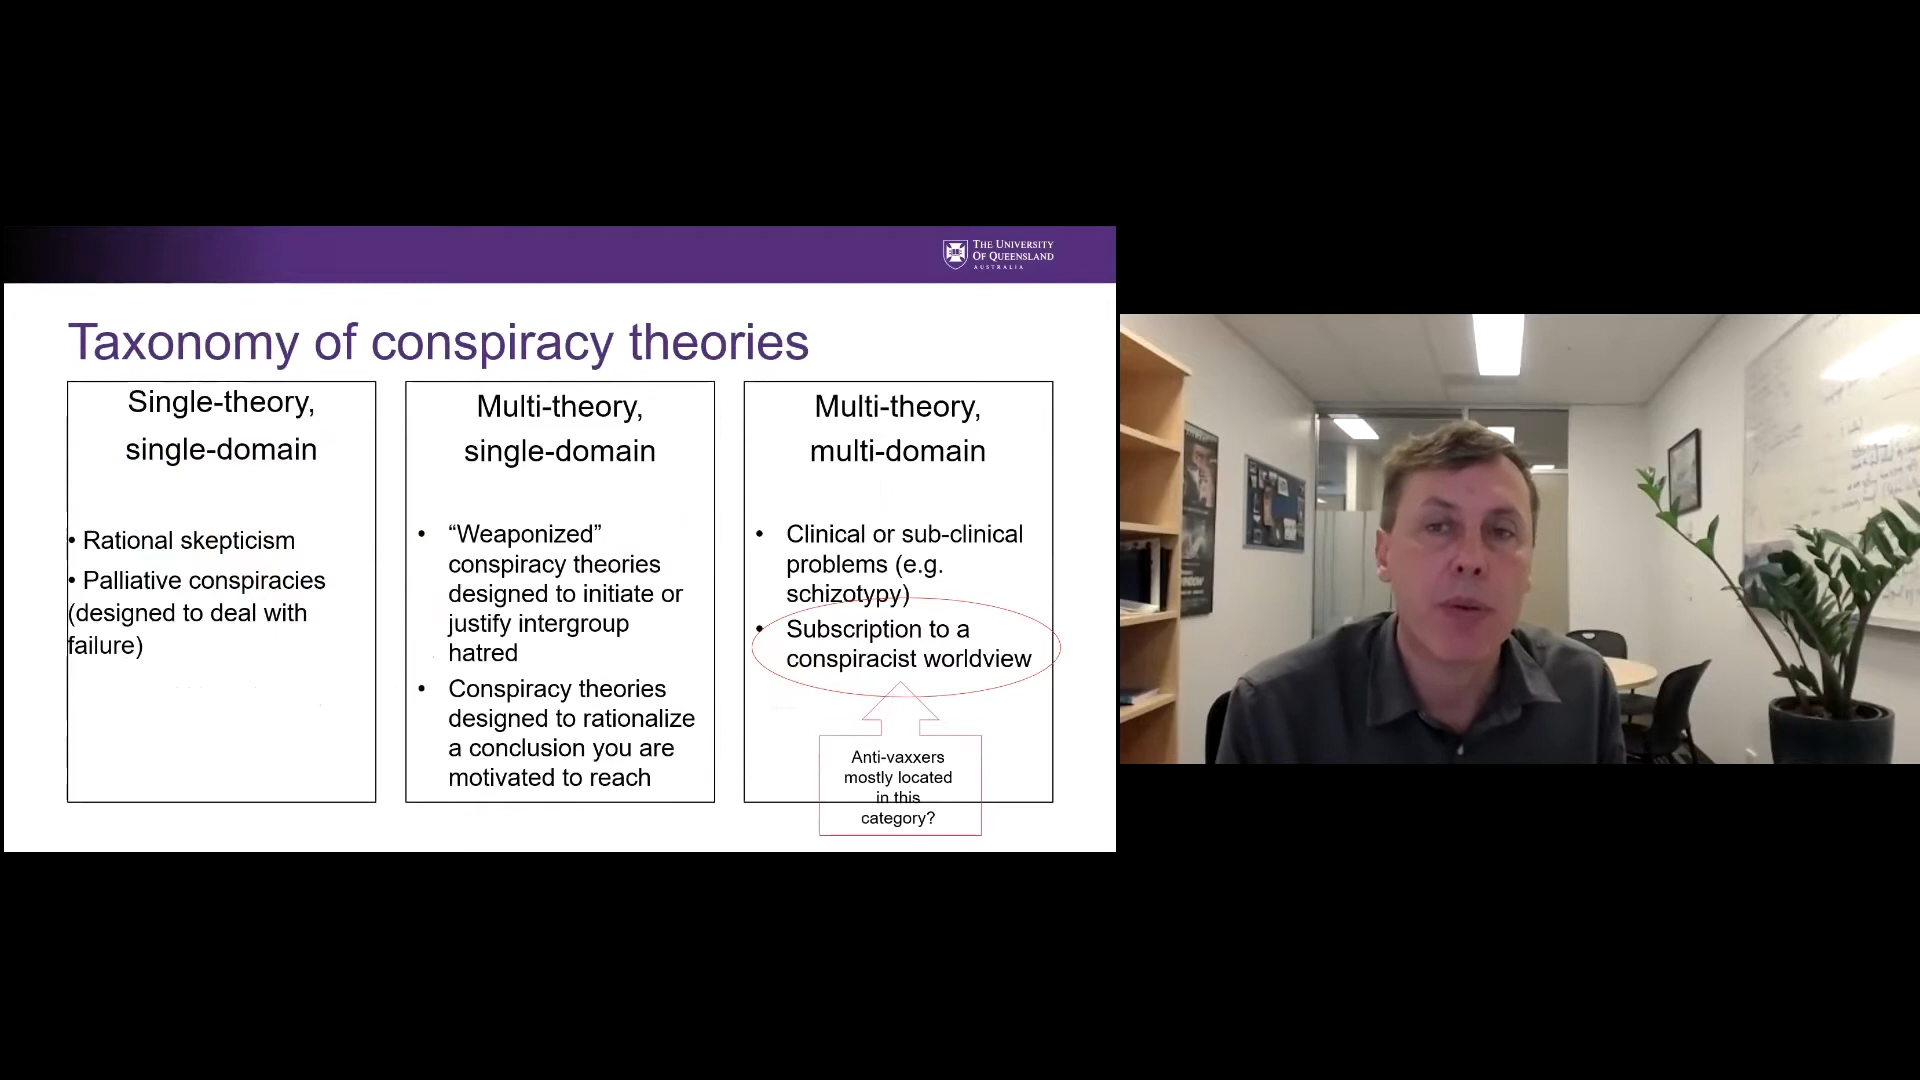 THE UNIVERSITY
OF QUEENSLAND
AUSTRALIA
Taxonomy of conspiracy theories
Single-theory,
single-domain
• Rational skepticism
• Palliative conspiracies
(designed to deal with
failure)
Multi-theory,
single-domain
• “Weaponized”
conspiracy theories
designed to initiate or
justify intergroup
hatred
• Conspiracy theories
designed to rationalize
a conclusion you are
motivated to reach
Multi-theory,
multi-domain
• Clinical or sub-clinical
problems (e.g.
schizotypy)
• Subscription to a
conspiracist worldview
Anti-vaxxers
mostly located
in this
category?